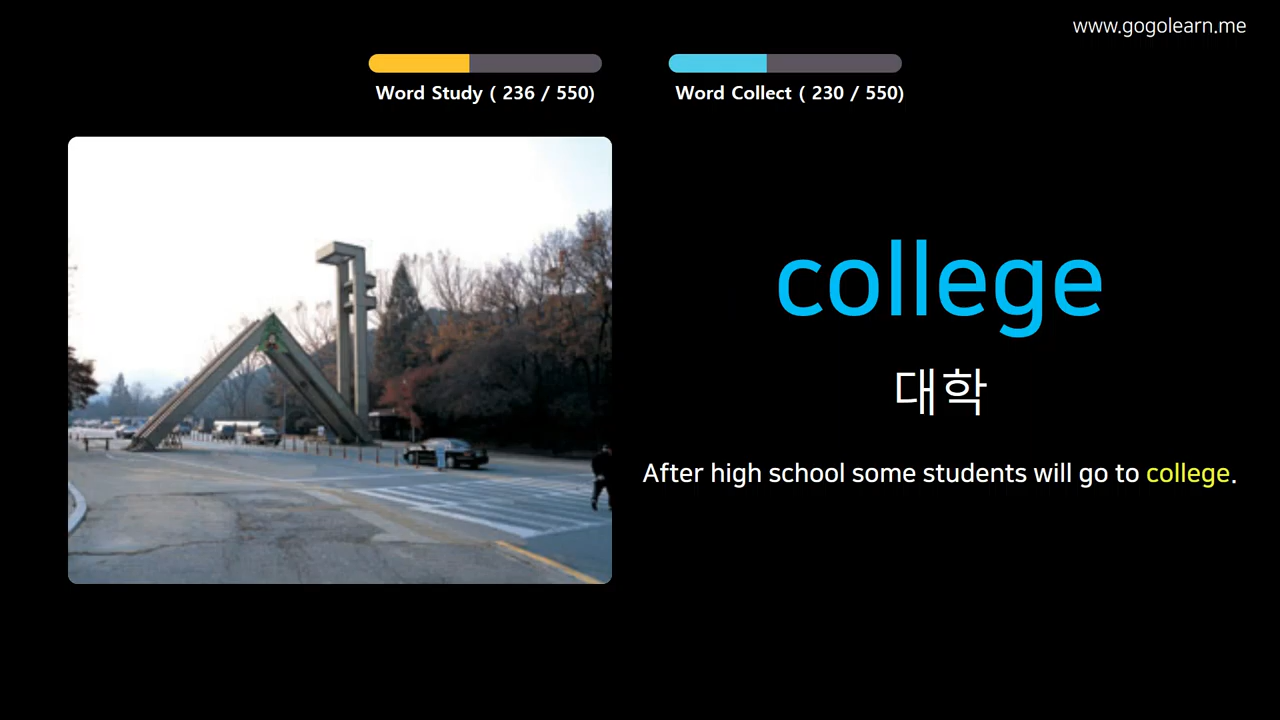 www.gogolearn.me
Word Study ( 236 / 550)
Word Collect ( 230 / 550)
college
대학
After high school some students will go to college.